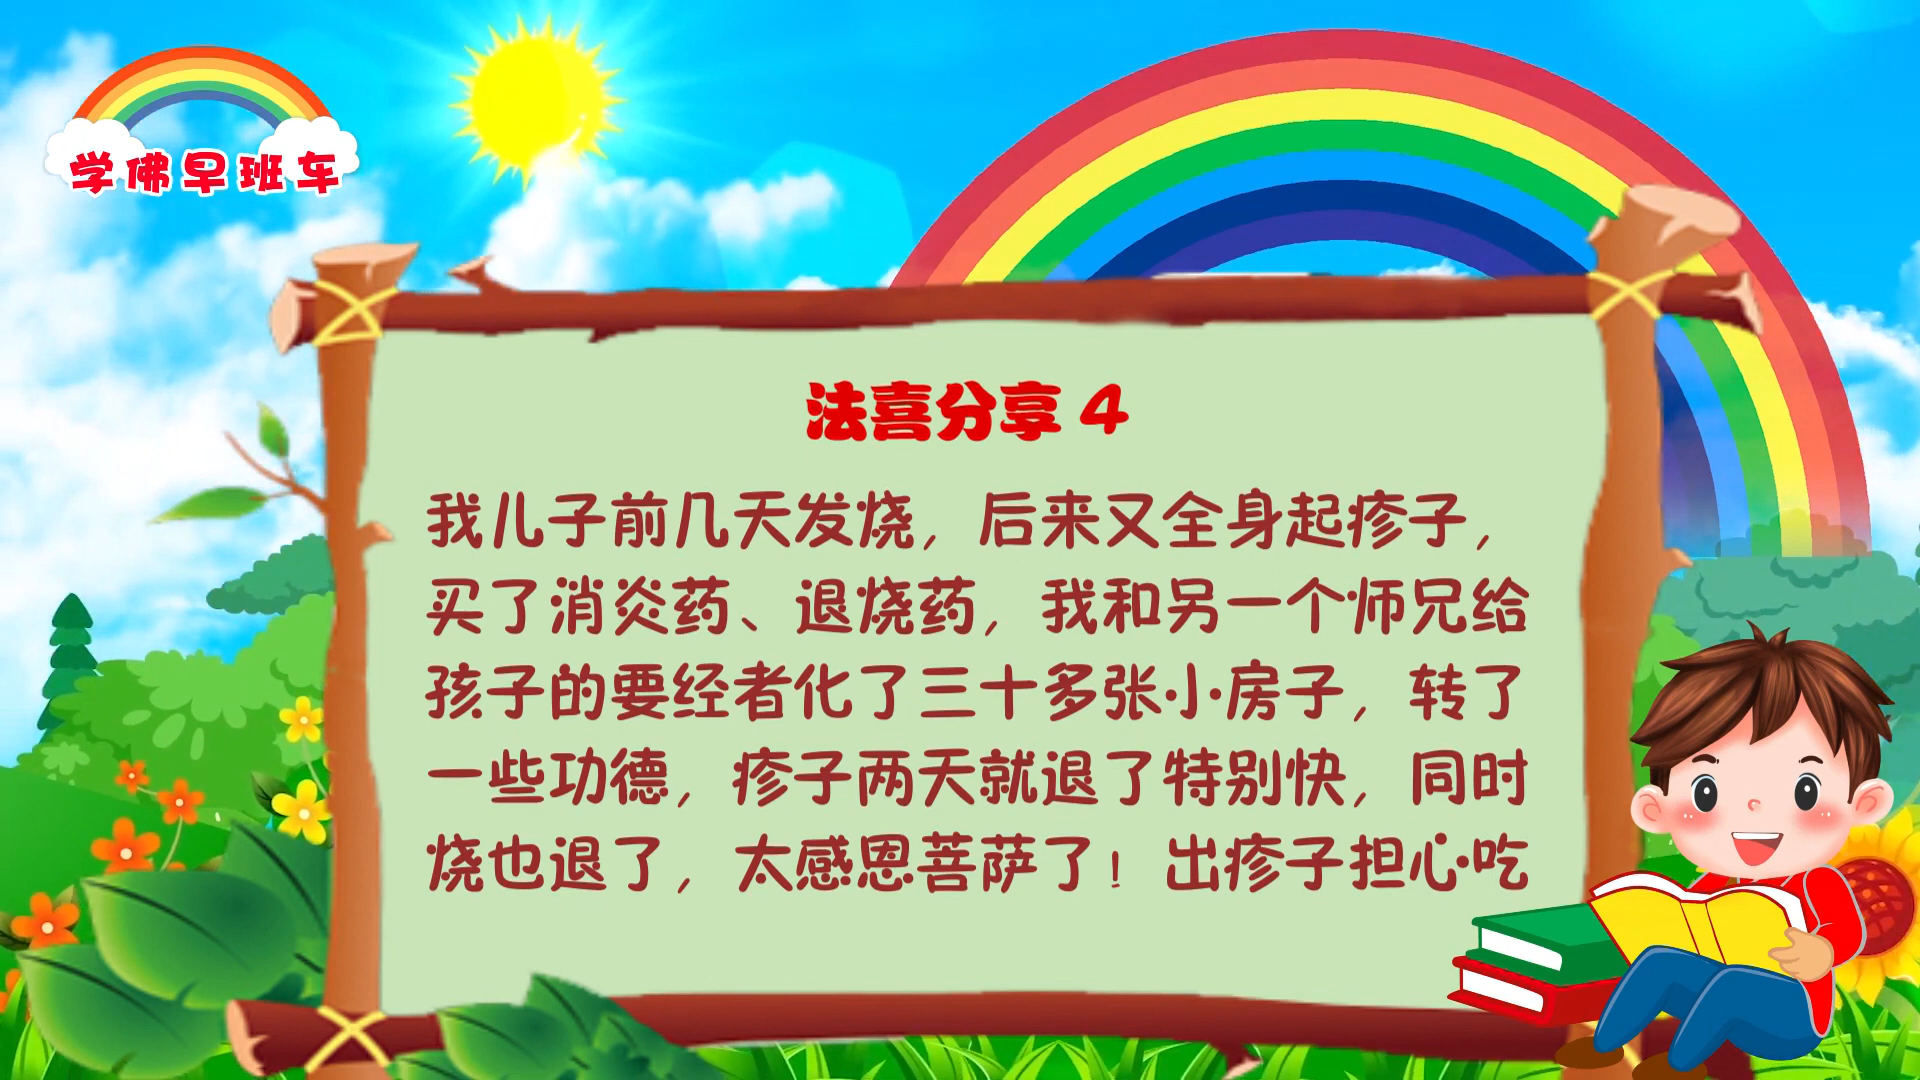 学佛早班车
法喜分享 4
我儿子前几天发烧，后来又全身起疹子，
买了消炎药、退烧药，我和另一个师兄给
孩子的要经者化了三十多张小房子，转了
一些功德，疹子两天就退了特别快，同时
烧也退了，太感恩菩萨了！出疹子担心吃